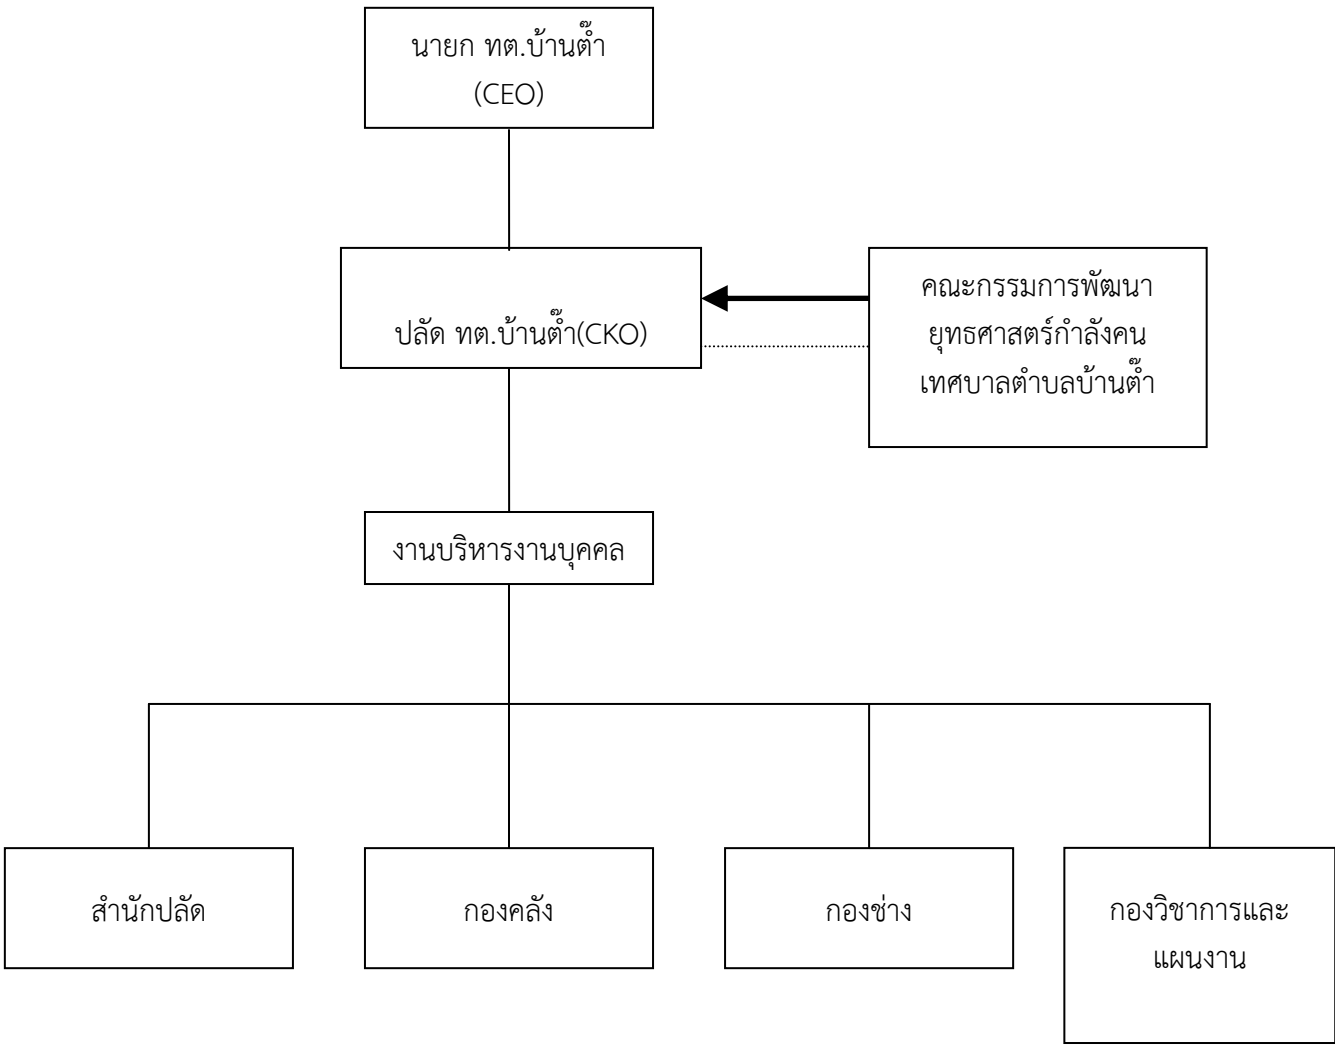 นายก ทต.บ้านต๊ำ
(CEO)
ปลัด ทต.บ้านต๊ำ(CKO)
คณะกรรมการพัฒนา
ยุทธศาสตร์กำลังคน
เทศบาลตำบลบ้านต๊ำ
งานบริหารงานบุคคล
สำนักปลัด
กองคลัง
กองช่าง
กองวิชาการและ
แผนงาน